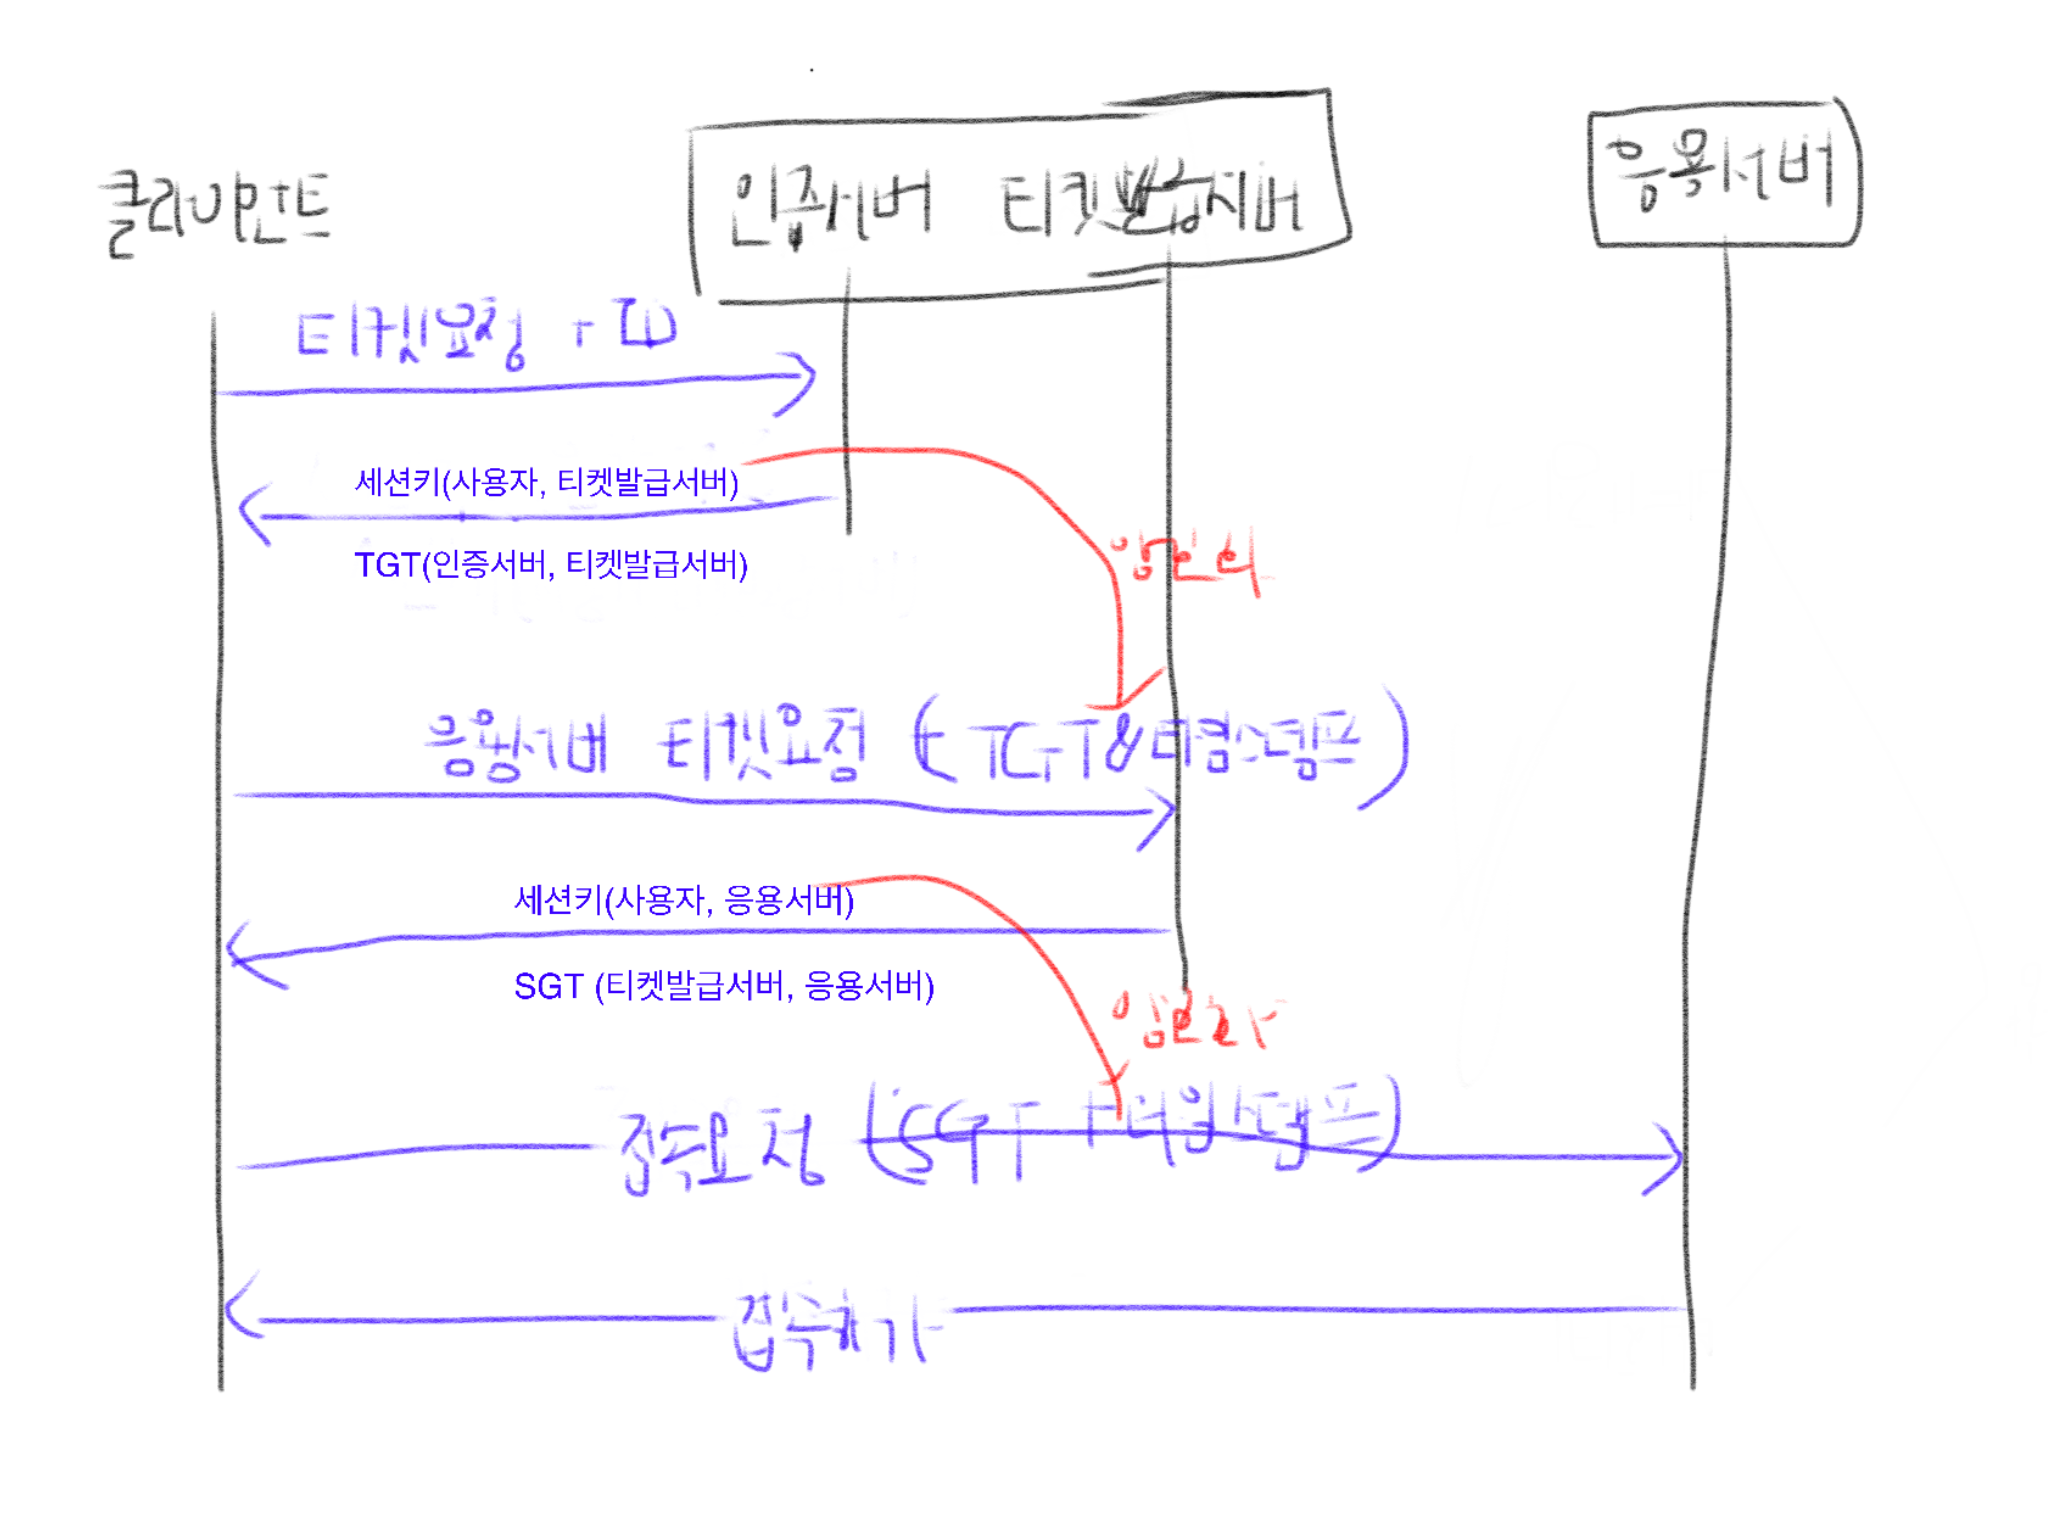 클라이언트
인증서버 티켓발급서버
응용서버
티켓요청 + ID
세션키(사용자, 티켓발급서버)
TGT(인증서버, 티켓발급서버)
암호화
응용서버 티켓요청 (+ TGT & 타임스탬프)
세션키(사용자, 응용서버)
SGT (티켓발급서버, 응용서버)
암호화
접속요청 (SGT + 타임스탬프)
접속허가